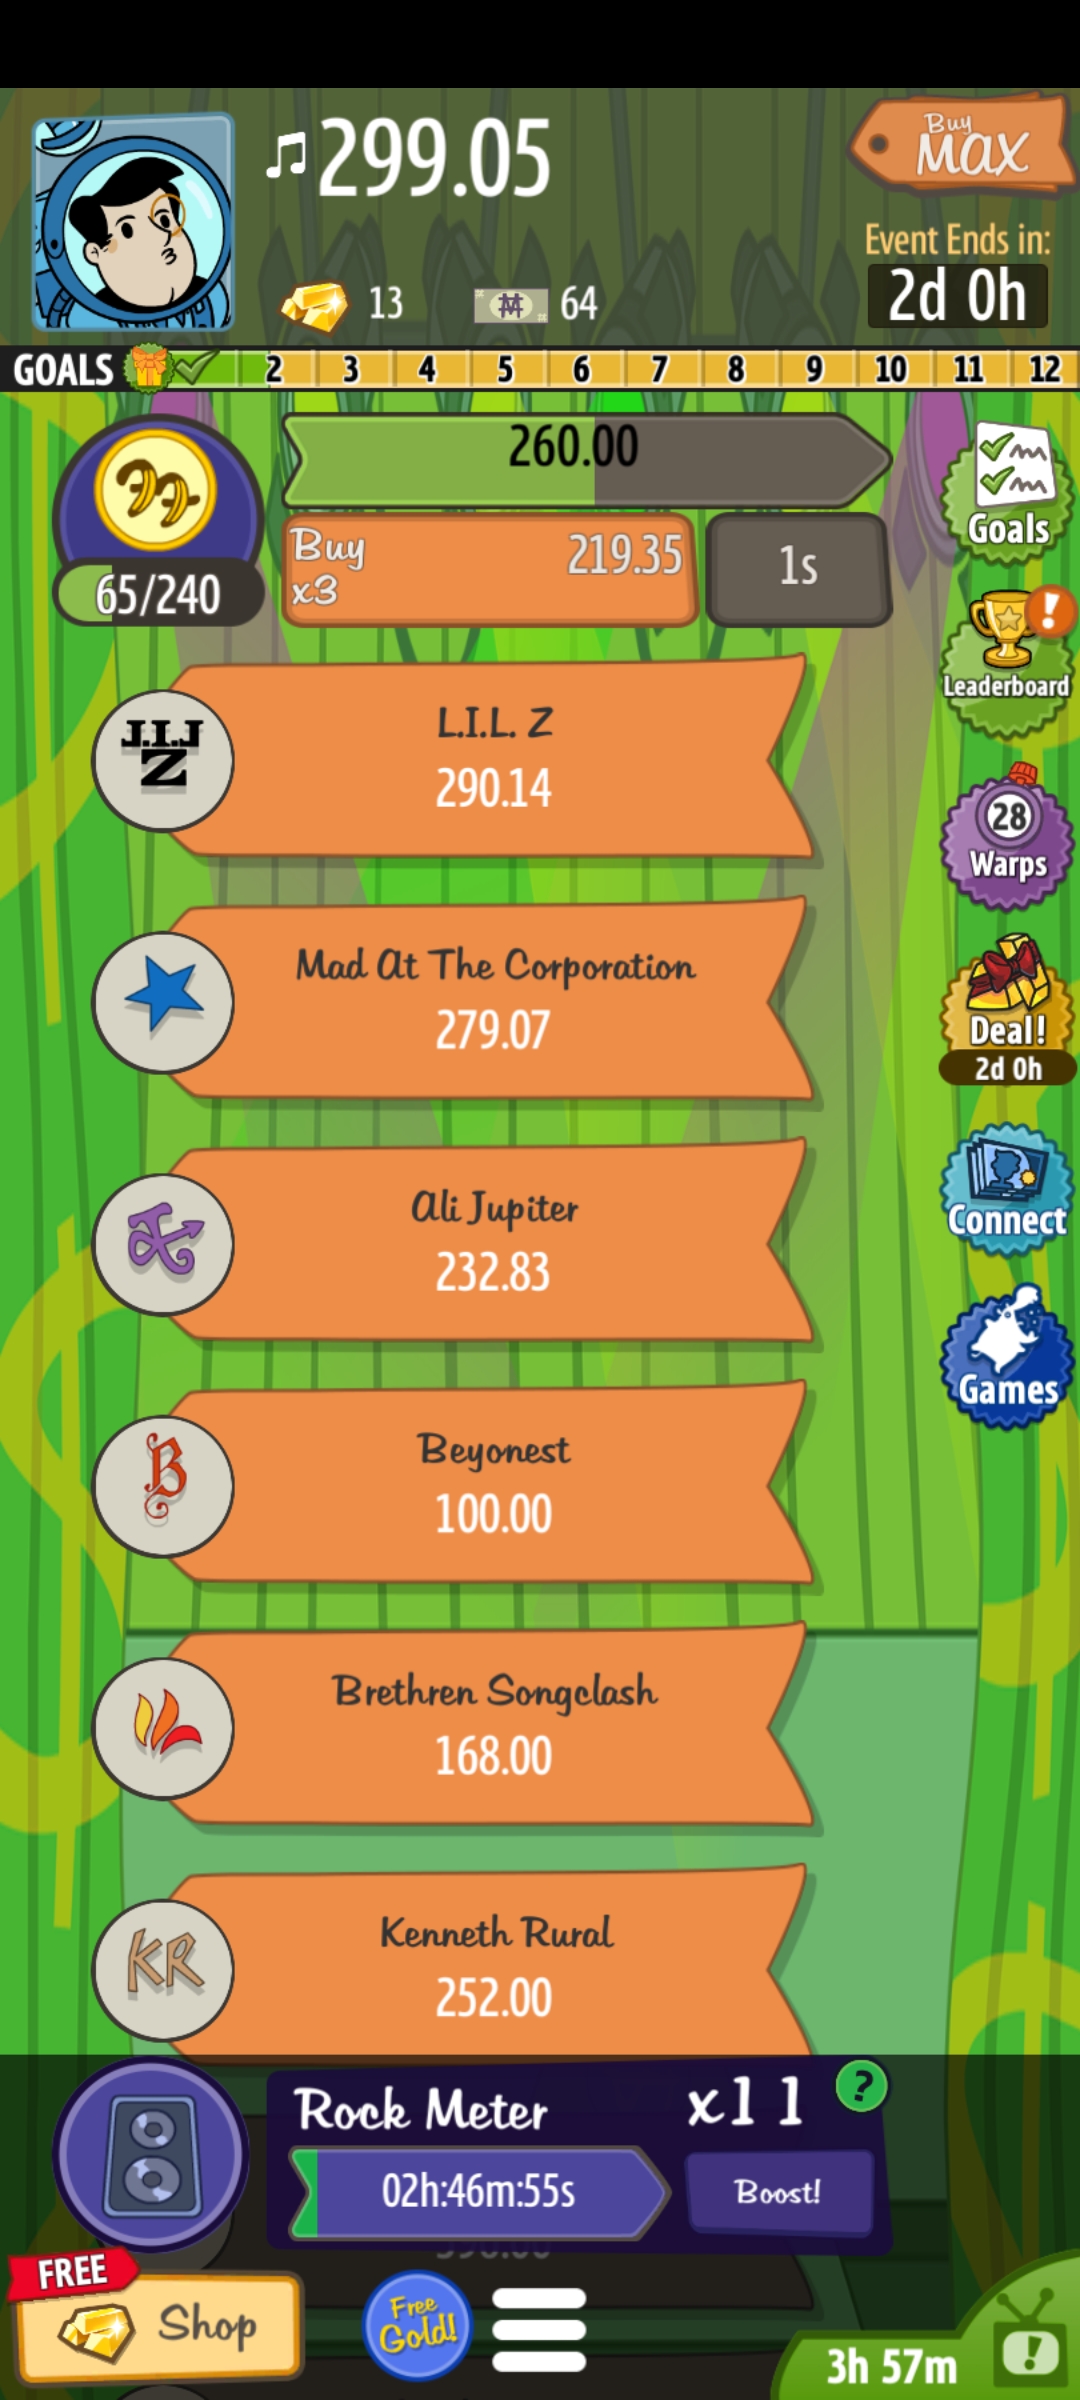 ♫299.05
Buy
MAX
Event Ends in:
2d 0h
13
64
GOALS 2 3 4 5 6 7 8 9 10 11 12
260.00
Buy
x3
219.35
1s
65/240
Goals
Leaderboard
!
L.I.L. Z
290.14
28
Warps
Mad At The Corporation
279.07
Deal!
2d 0h
Ali Jupiter
232.83
Connect
Beyonest
100.00
Games
B
Brethren Songclash
168.00
Kenneth Rural
252.00
KR
Rock Meter
x11
?
02h:46m:55s
Boost!
FREE
Shop
Free
Gold!
3h 57m
!